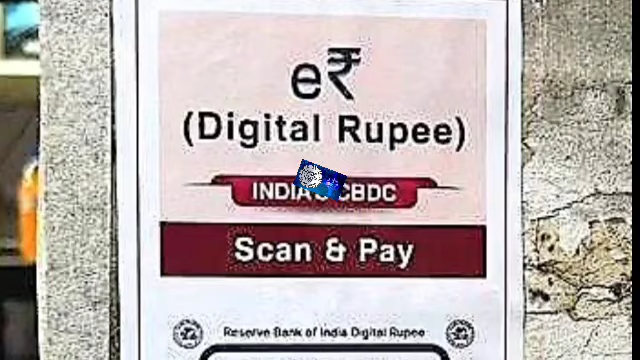 e₹
(Digital Rupee)
INDIA'S CBDC
Scan & Pay
Reserve Bank of India Digital Rupee